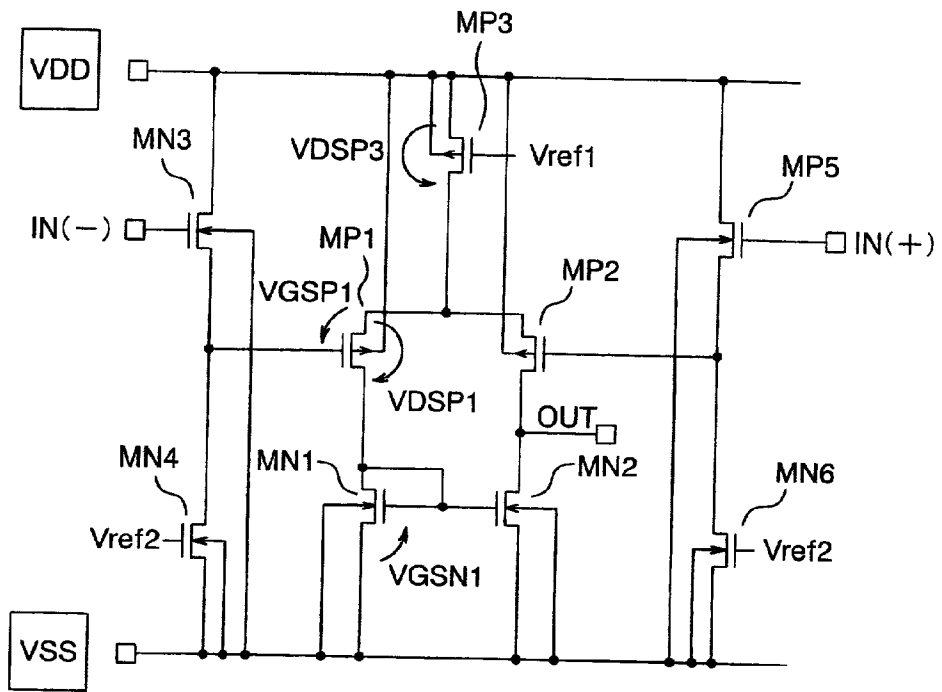 MP3
VDD
MN3
VDSP3
Vref1
MP5
IN(−)
MP1
IN(+)
VGSP1
MP2
VDSP1
OUT
MN4
MN1
MN2
MN6
Vref2
Vref2
VGSN1
VSS